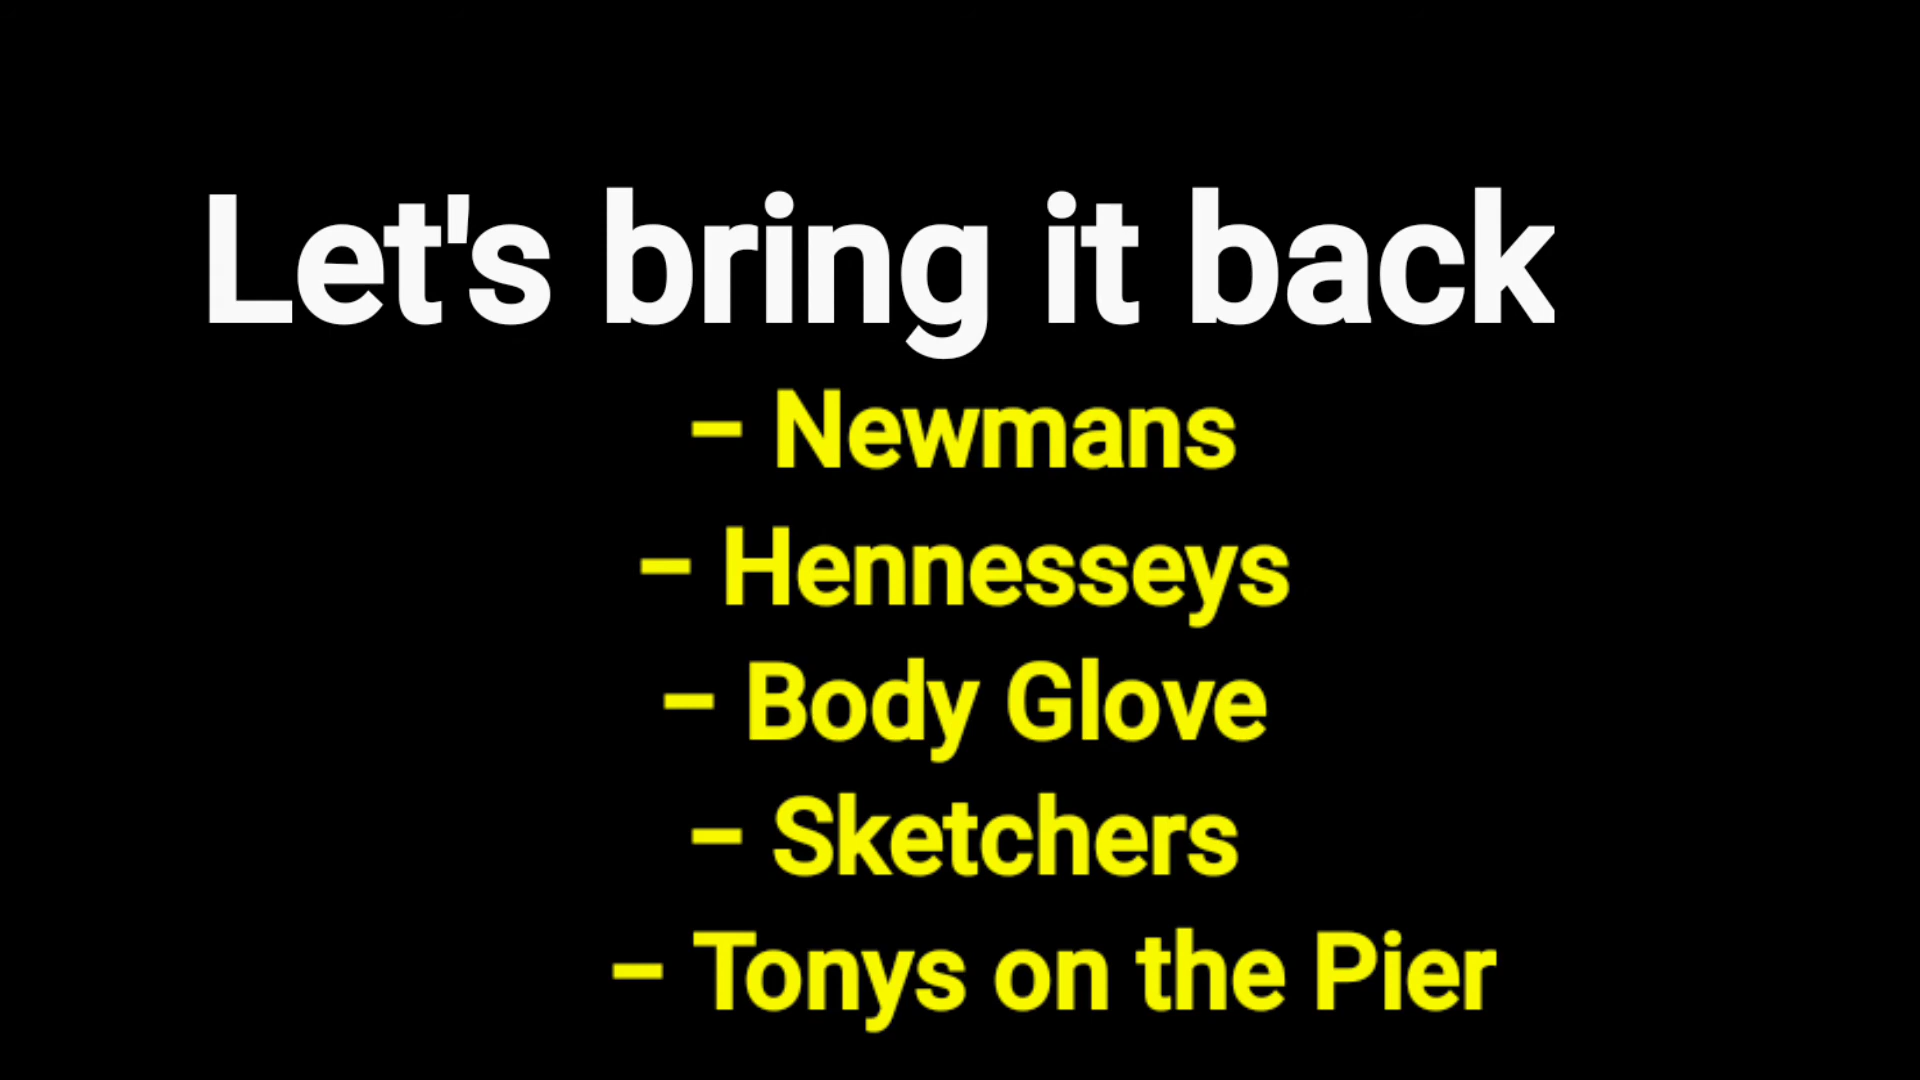 Let's bring it back
- Newmans
- Hennesseys
- Body Glove
- Sketchers
- Tonys on the Pier